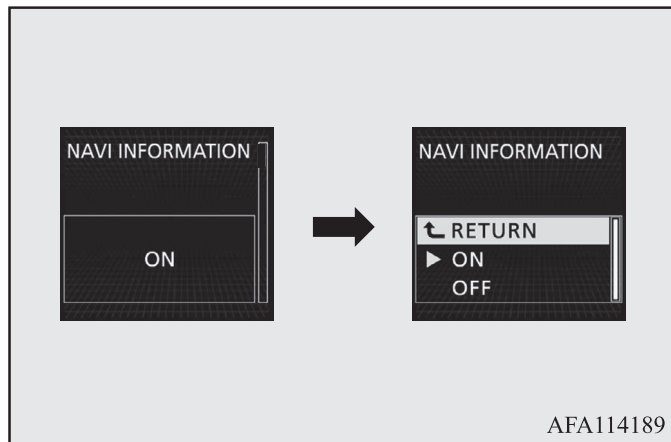 NAVI INFORMATION
ON
NAVI INFORMATION
RETURN
ON
OFF
AFA114189